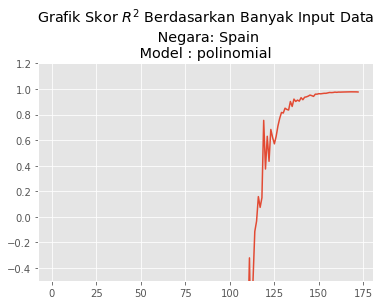 Grafik Skor R² Berdasarkan Banyak Input Data
Negara: Spain
Model : polinomial
1.2
1.0
0.8
0.6
0.4
0.2
0.0
−0.2
−0.4
0 25 50 75 100 125 150 175